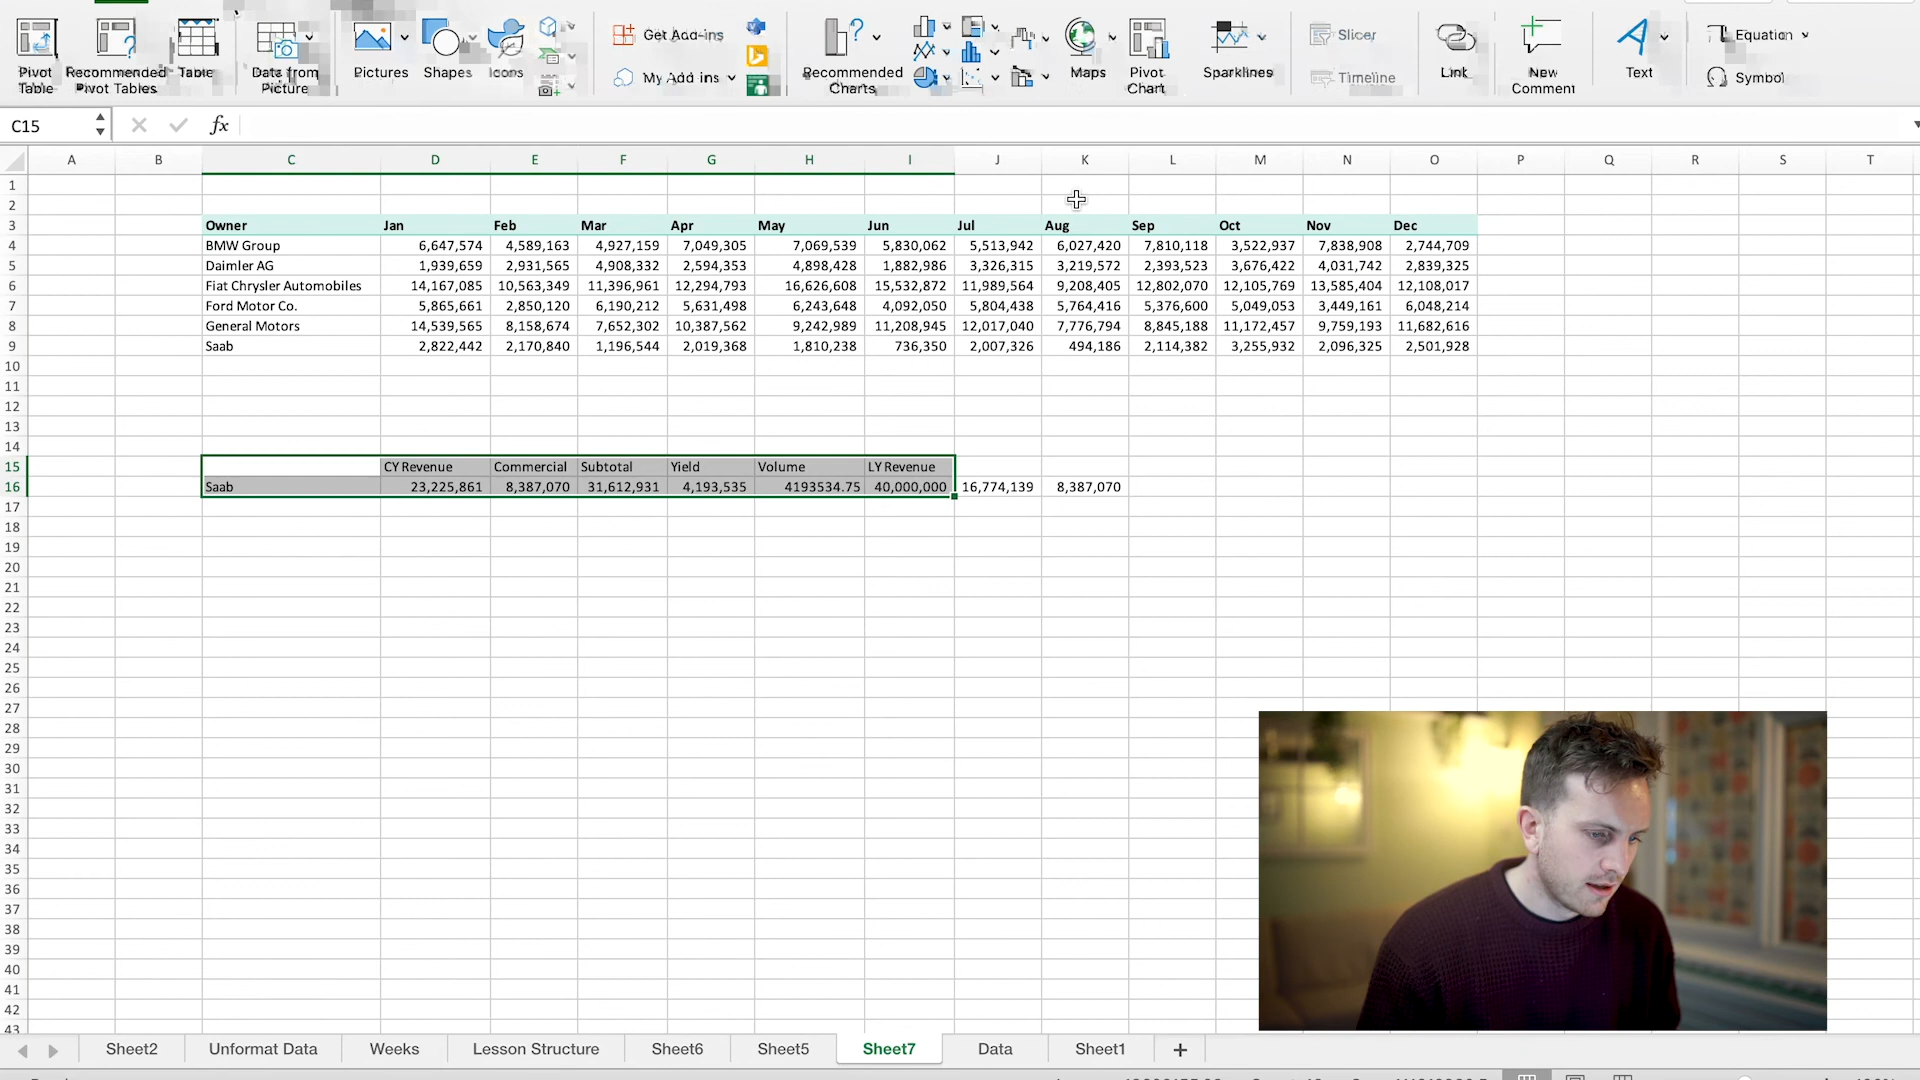 Pivot Table
Recommended Pivot Tables
Table
Data from Picture
Pictures
Shapes
Icons
Get Add-ins
My Add ins
Recommended Charts
Maps
Pivot Chart
Sparklines
Slicer
Timeline
Link
New Comment
Text
Equation
Symbol
C15
fx
A B C D E F G H I J K L M N O P Q R S T
1
2
3 Owner Jan Feb Mar Apr May Jun Jul Aug Sep Oct Nov Dec
4 BMW Group 6,647,574 4,589,163 4,927,159 7,049,305 7,069,539 5,830,062 5,513,942 6,027,420 7,810,118 3,522,937 7,838,908 2,744,709
5 Daimler AG 1,939,659 2,931,565 4,908,332 2,594,353 4,898,428 1,882,986 3,326,315 3,219,572 2,393,523 3,676,422 4,031,742 2,839,325
6 Fiat Chrysler Automobiles 14,167,085 10,563,349 11,396,961 12,294,793 16,626,608 15,532,872 11,989,564 9,208,405 12,802,070 12,105,769 13,585,404 12,108,017
7 Ford Motor Co. 5,865,661 2,850,120 6,190,212 5,631,498 6,243,648 4,092,050 5,804,438 5,764,416 5,376,600 5,049,053 3,449,161 6,048,214
8 General Motors 14,539,565 8,158,674 7,652,302 10,387,562 9,242,989 11,208,945 12,017,040 7,776,794 8,845,188 11,172,457 9,759,193 11,682,616
9 Saab 2,822,442 2,170,840 1,196,544 2,019,368 1,810,238 736,350 2,007,326 494,186 2,114,382 3,255,932 2,096,325 2,501,928
10
11
12
13
14
15 CY Revenue Commercial Subtotal Yield Volume LY Revenue
16 Saab 23,225,861 8,387,070 31,612,931 4,193,535 4193534.75 40,000,000 16,774,139 8,387,070
17
18
19
20
21
22
23
24
25
26
27
28
29
30
31
32
33
34
35
36
37
38
39
40
41
42
43
Sheet2 Unformat Data Weeks Lesson Structure Sheet6 Sheet5 Sheet7 Data Sheet1 +